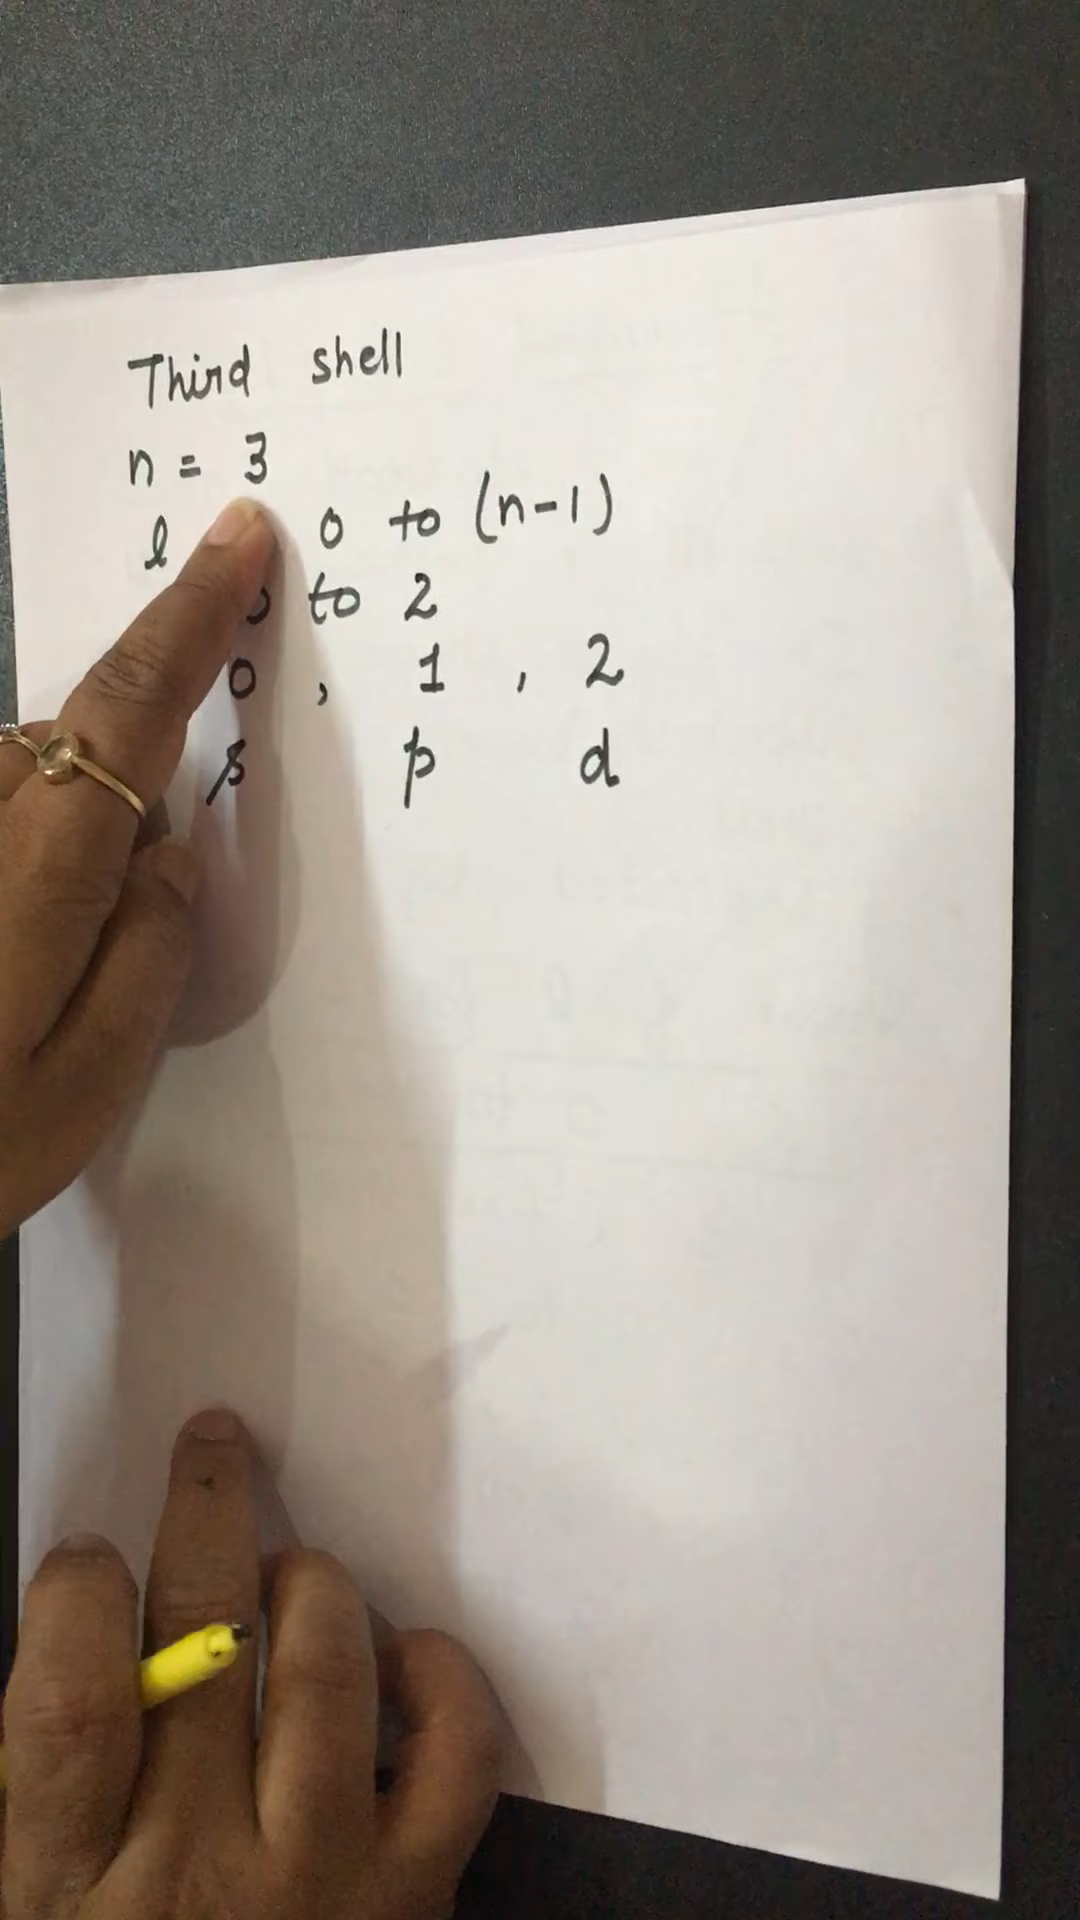 Third shell
n = 3
l 0 to (n-1)
to 2
0 , 1 , 2
s p d